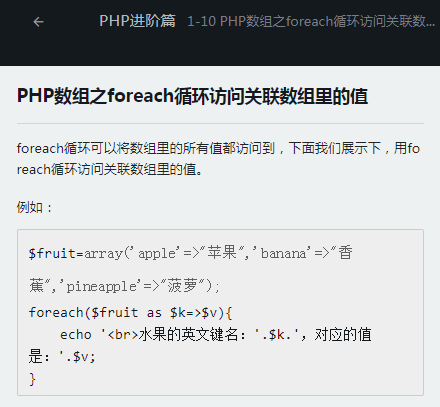 ← PHP进阶篇 1-10 PHP数组之foreach循环访问关联数...
PHP数组之foreach循环访问关联数组里的值
foreach循环可以将数组里的所有值都访问到，下面我们展示下，用fo
reach循环访问关联数组里的值。
例如：
$fruit=array('apple'=>"苹果",'banana'=>"香
蕉",'pineapple'=>"菠萝");
foreach($fruit as $k=>$v){
    echo '<br>水果的英文键名：'.$k.'，对应的值
是：'.$v;
}